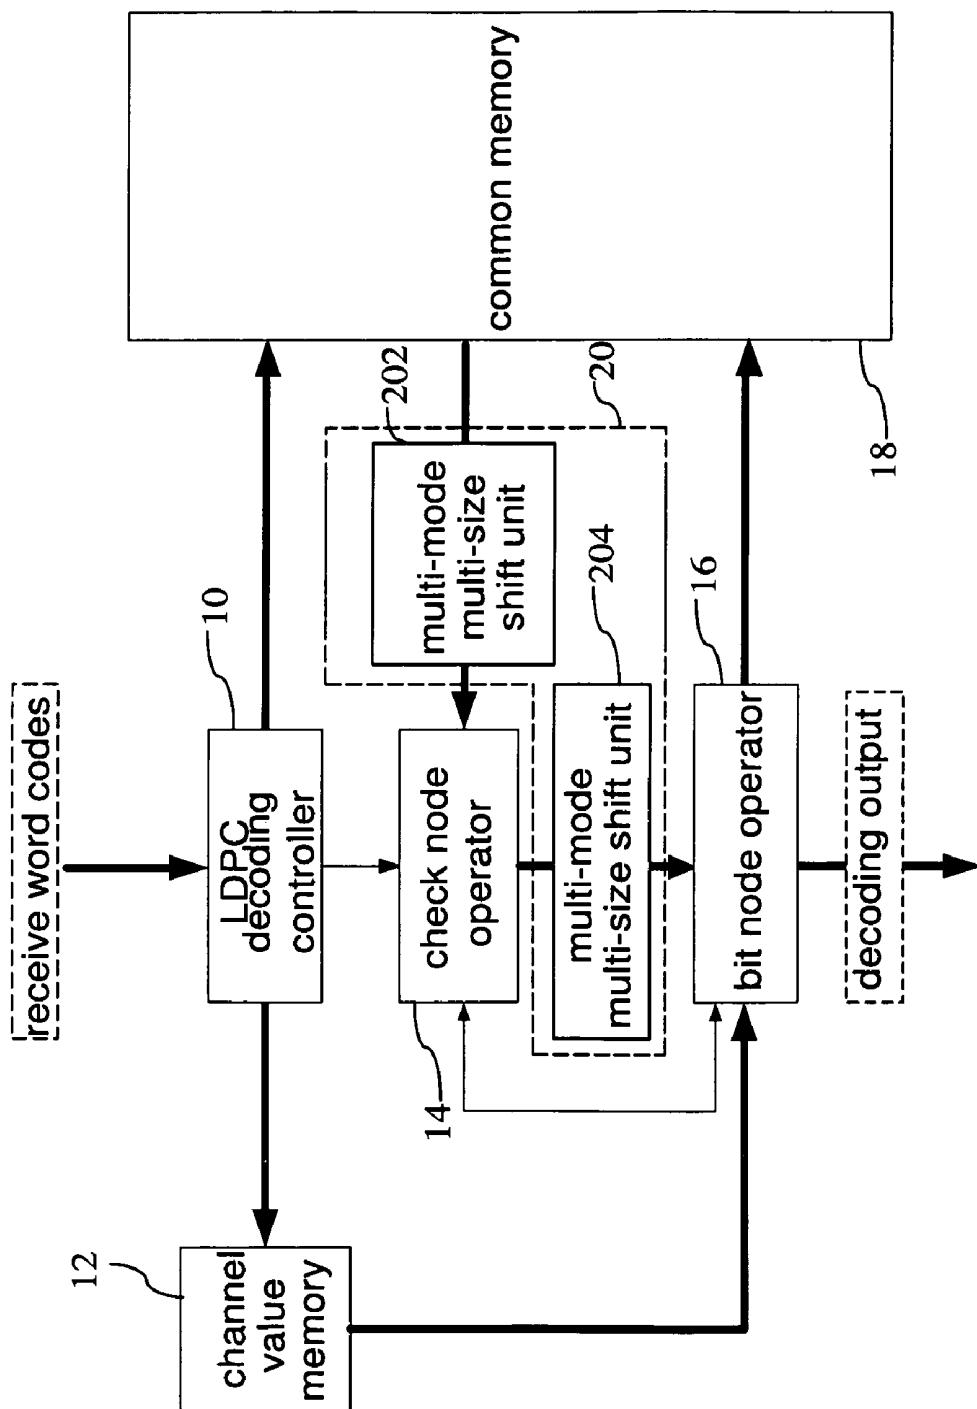 receive word codes
10
LDPC
decoding
controller
12
channel
value
memory
common memory
18
202
multi-mode
multi-size
shift unit
20
14
check node
operator
204
multi-mode
multi-size shift unit
16
bit node operator
decoding output